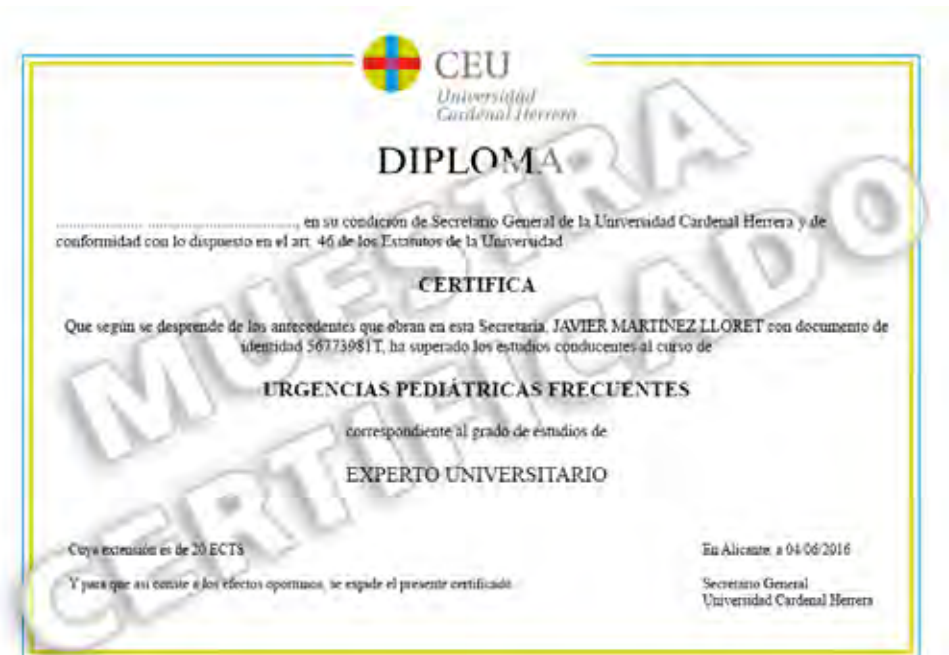 CEU
Universidad
Cardenal Herrera
DIPLOMA
..................... ....................................., en su condición de Secretario General de la Universidad Cardenal Herrera y de
conformidad con lo dispuesto en el art. 46 de los Estatutos de la Universidad
CERTIFICA
Que según se desprende de los antecedentes que obran en esta Secretaria, JAVIER MARTINEZ LLORET con documento de
identidad 56773981T, ha superado los estudios conducentes al curso de
URGENCIAS PEDIÁTRICAS FRECUENTES
correspondiente al grado de estudios de
EXPERTO UNIVERSITARIO
Cuya extensión es de 20 ECTS
En Alicante, a 04/06/2016
Y para que así conste a los efectos oportunos, se expide el presente certificado.
Secretario General
Universidad Cardenal Herrera
MUESTRA
CERTIFICADO